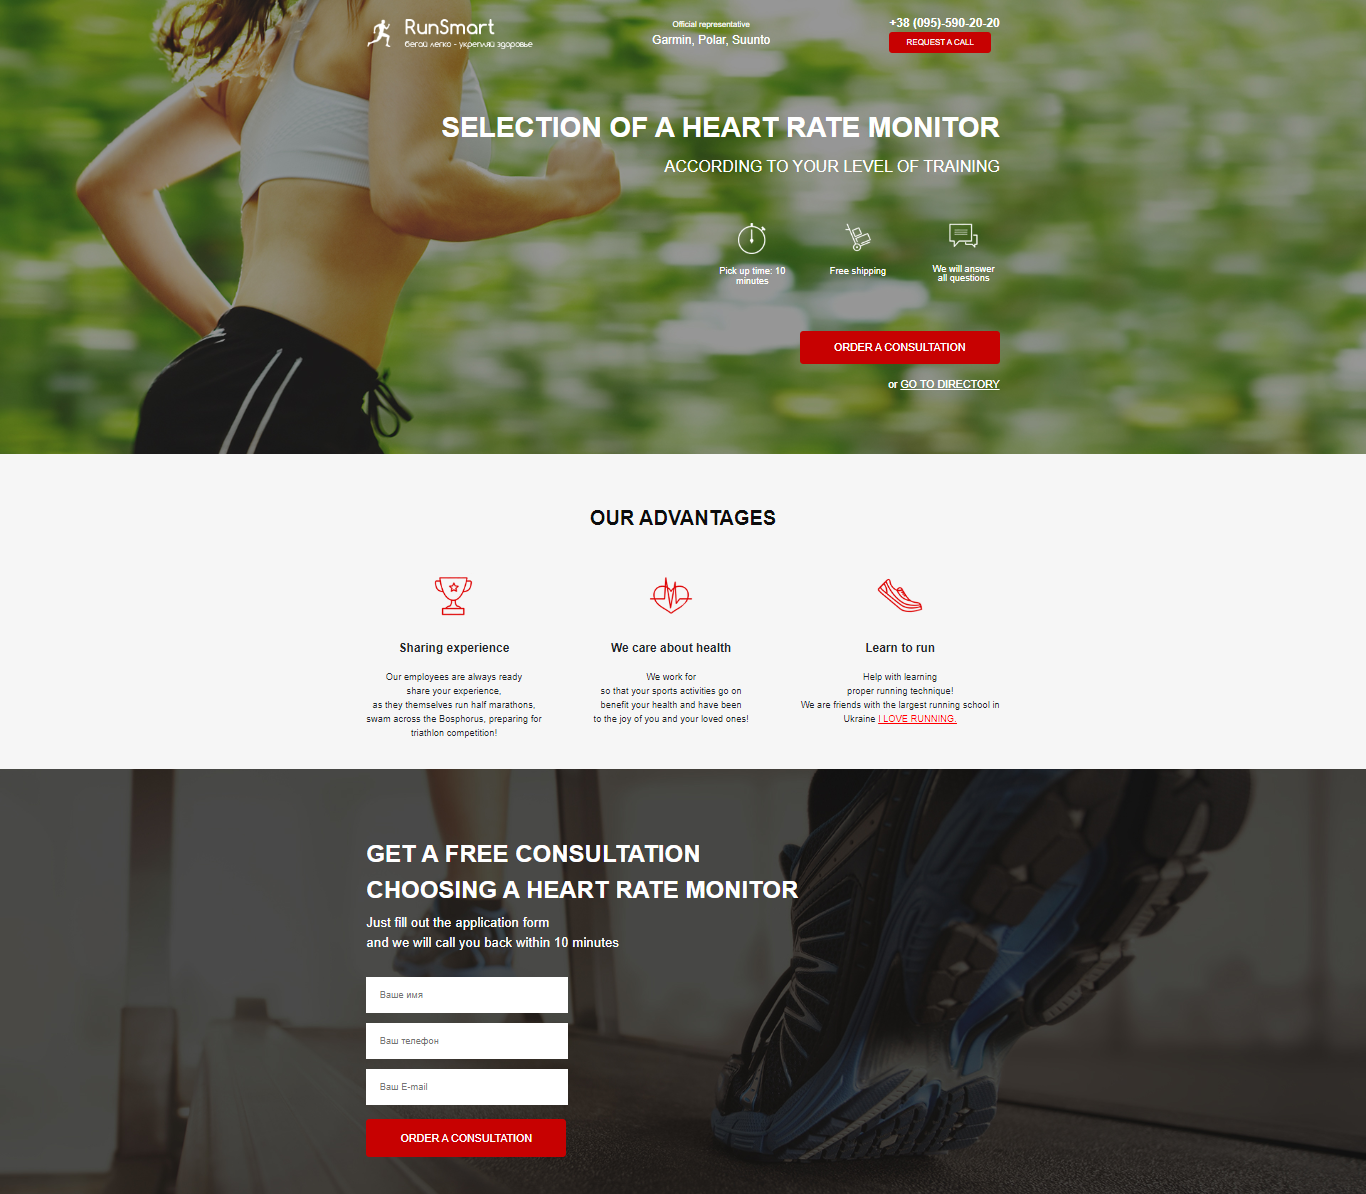 RunSmart
бегай легко - укрепляй здоровье
Official representative
Garmin, Polar, Suunto
+38 (095)-590-20-20
REQUEST A CALL
SELECTION OF A HEART RATE MONITOR
ACCORDING TO YOUR LEVEL OF TRAINING
Pick up time: 10
minutes
Free shipping
We will answer
all questions
ORDER A CONSULTATION
or GO TO DIRECTORY
OUR ADVANTAGES
Sharing experience
Our employees are always ready
share your experience,
as they themselves run half marathons,
swam across the Bosphorus, preparing for
triathlon competition!
We care about health
We work for
so that your sports activities go on
benefit your health and have been
to the joy of you and your loved ones!
Learn to run
Help with learning
proper running technique!
We are friends with the largest running school in
Ukraine I LOVE RUNNING.
GET A FREE CONSULTATION
CHOOSING A HEART RATE MONITOR
Just fill out the application form
and we will call you back within 10 minutes
Ваше имя
Ваш телефон
Ваш E-mail
ORDER A CONSULTATION